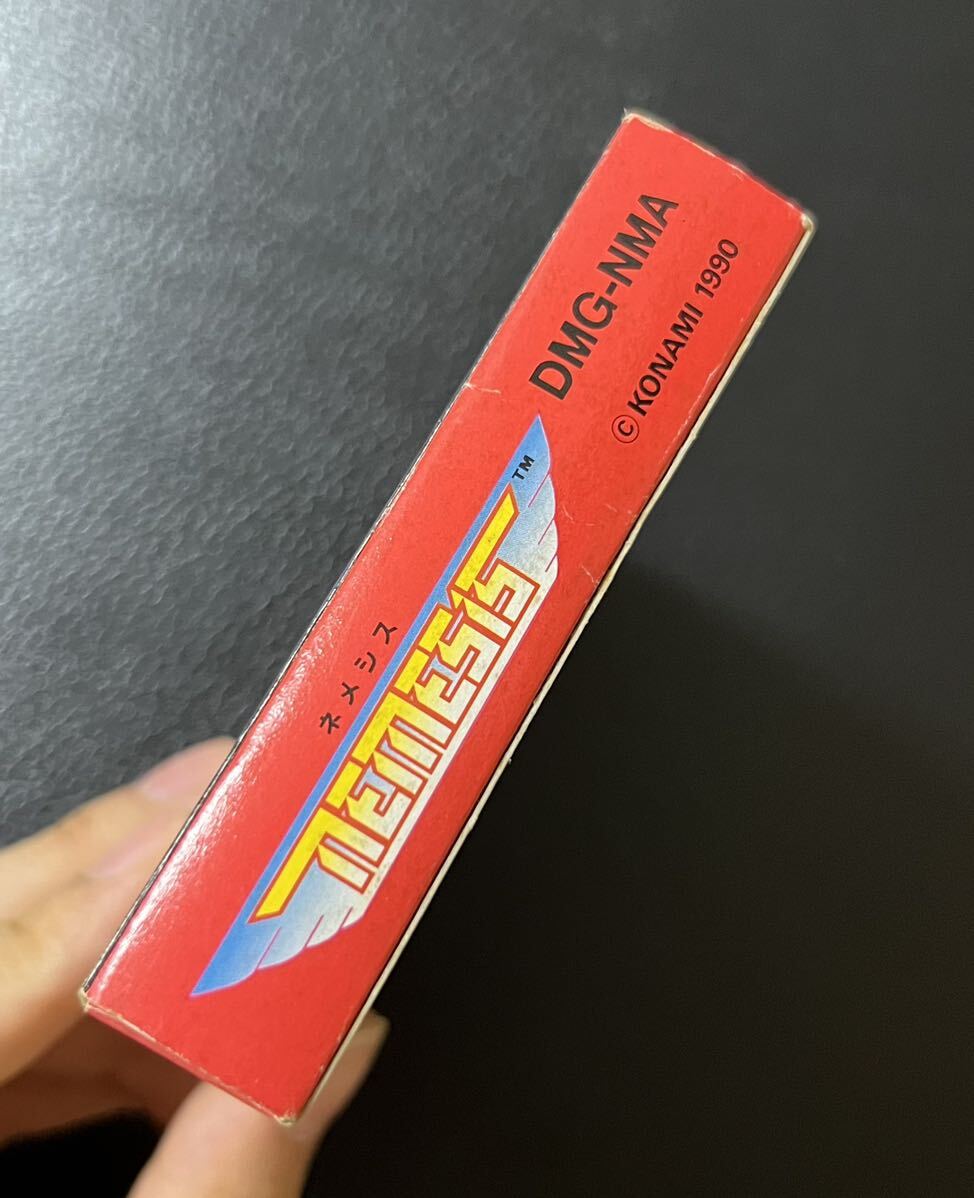 ネメシス
NEMESIS™
DMG-NMA
© KONAMI 1990